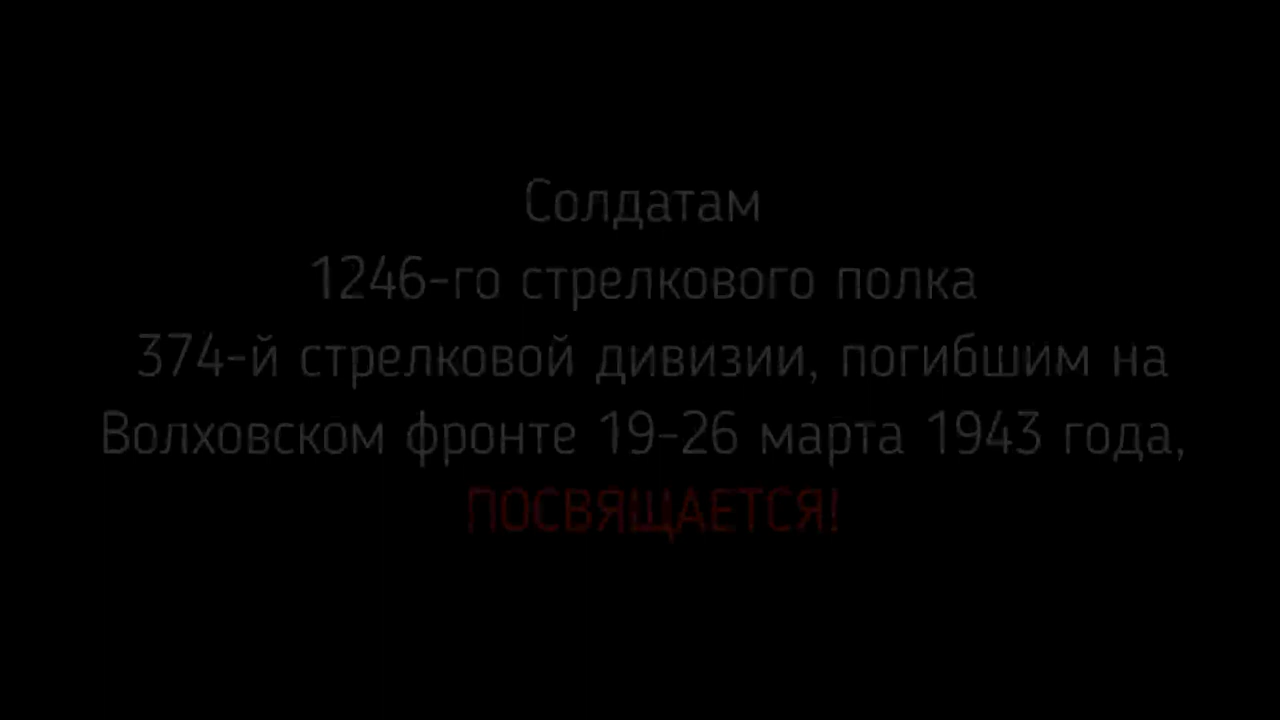 Солдатам
1246-го стрелкового полка
374-й стрелковой дивизии, погибшим на
Волховском фронте 19-26 марта 1943 года,
ПОСВЯЩАЕТСЯ!